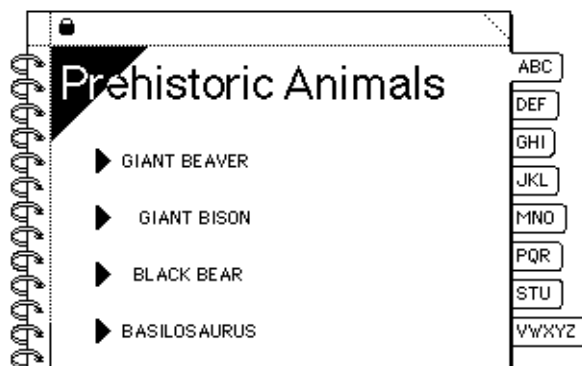 Prehistoric Animals
GIANT BEAVER
GIANT BISON
BLACK BEAR
BASILOSAURUS
ABC
DEF
GHI
JKL
MNO
PQR
STU
VWXYZ